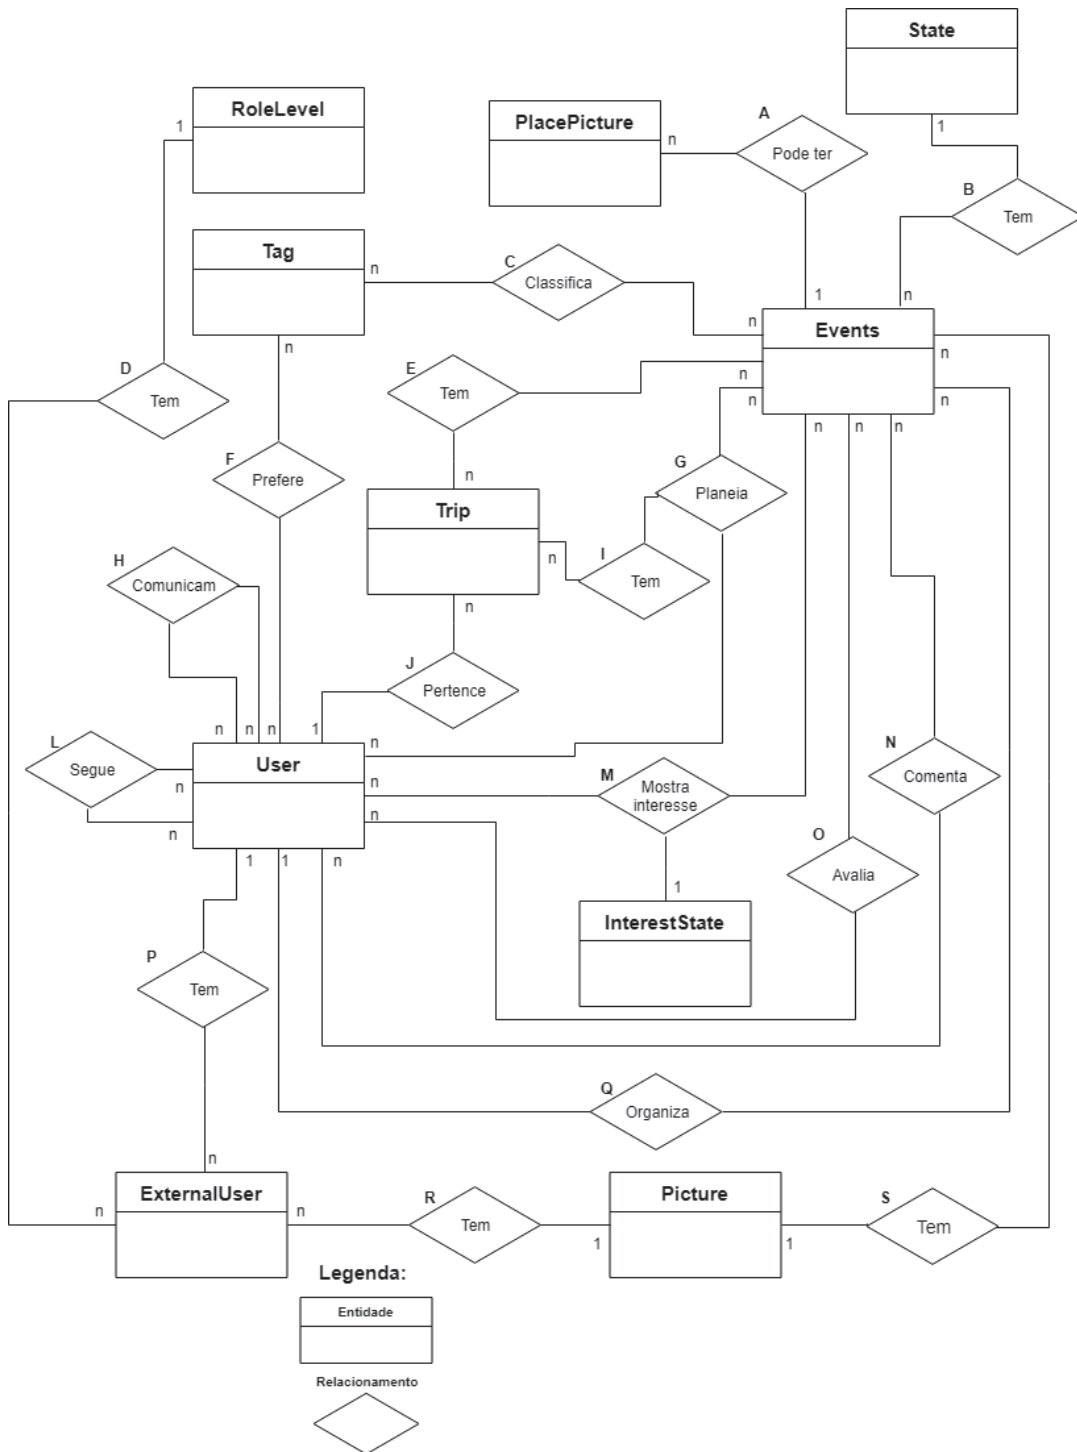 State
1
RoleLevel
1
PlacePicture
n
A
Pode ter
B
Tem
n
1
Tag
n
n
C
Classifica
n
Events
n
n
n
n
n
n
n
D
Tem
E
Tem
n
F
Prefere
G
Planeia
Trip
n
n
H
Comunicam
I
Tem
J
Pertence
n
n
n
1
n
User
L
Segue
n
n
n
n
M
Mostra
interesse
N
Comenta
1
1
n
O
Avalia
1
InterestState
P
Tem
n
Q
Organiza
ExternalUser
n
n
R
Tem
Picture
1
1
S
Tem
Legenda:
Entidade
Relacionamento